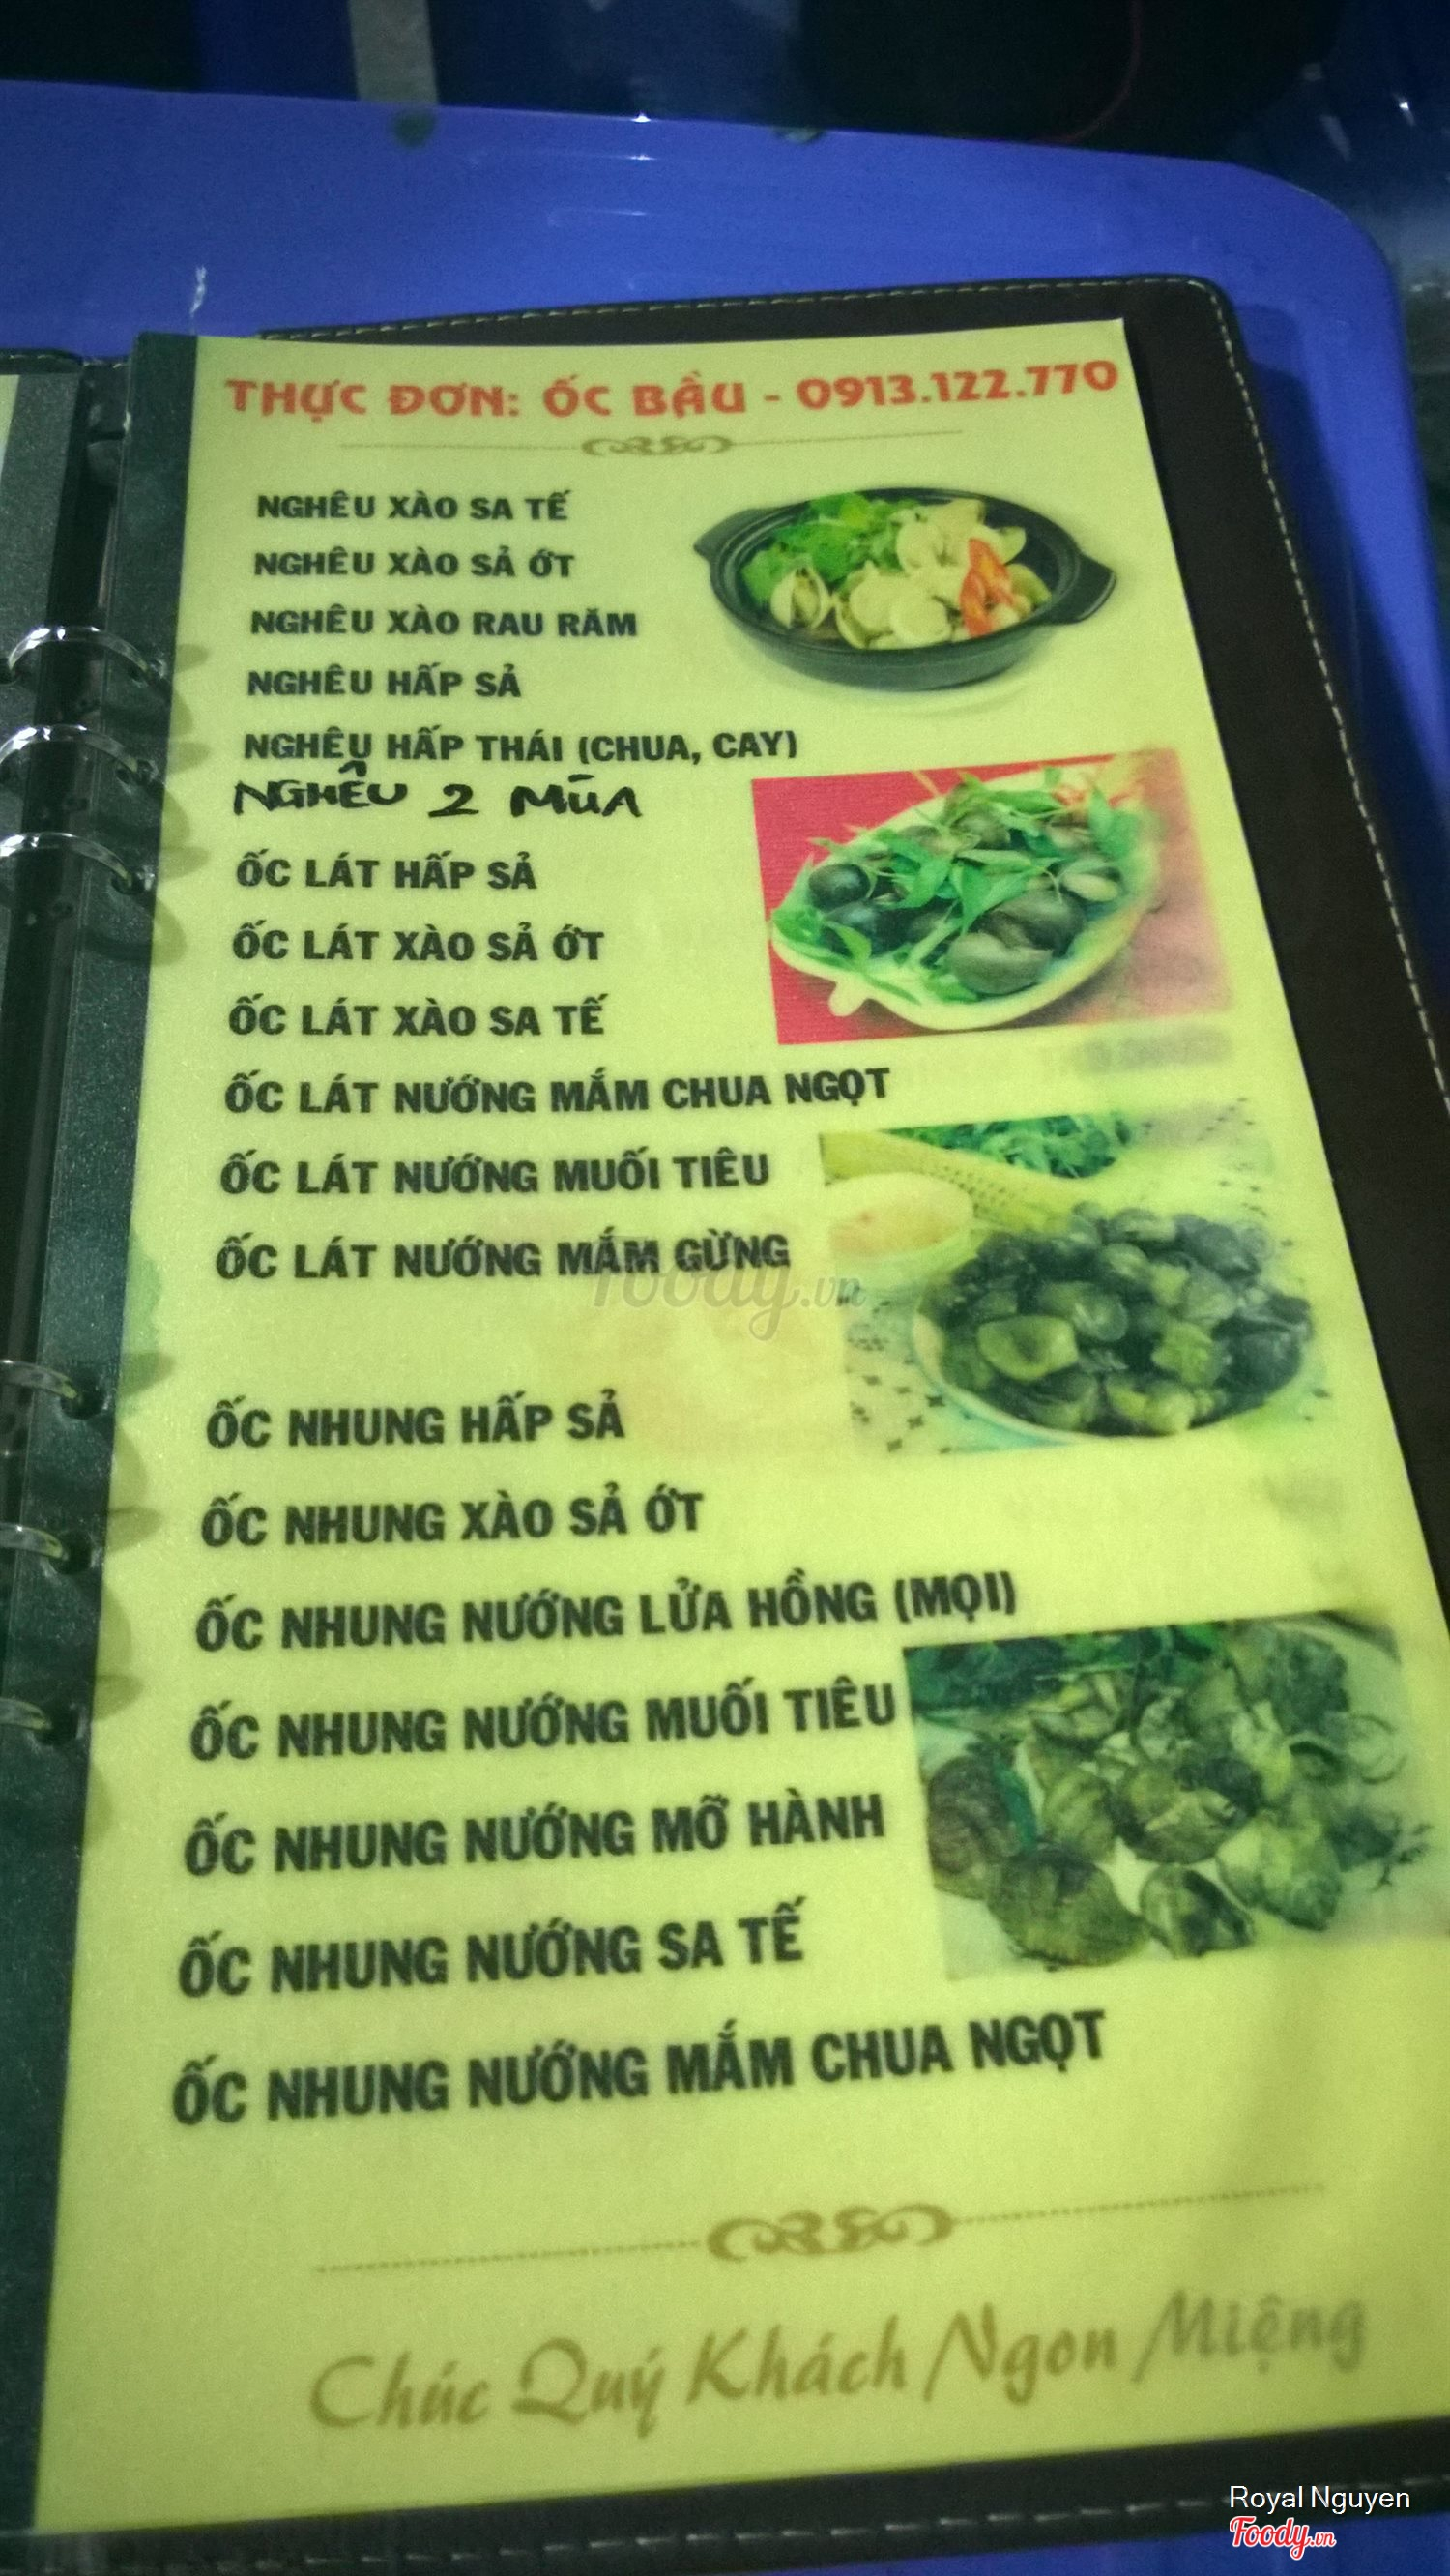 THỰC ĐƠN: ỐC BẦU - 0913.122.770
NGHÊU XÀO SA TẾ
NGHÊU XÀO SẢ ỚT
NGHÊU XÀO RAU RĂM
NGHÊU HẤP SẢ
NGHÊU HẤP THÁI (CHUA, CAY)
NGHÊU 2 MÙA
ỐC LÁT HẤP SẢ
ỐC LÁT XÀO SẢ ỚT
ỐC LÁT XÀO SA TẾ
ỐC LÁT NƯỚNG MẮM CHUA NGỌT
ỐC LÁT NƯỚNG MUỐI TIÊU
ỐC LÁT NƯỚNG MẮM GỪNG
Foody.vn
ỐC NHUNG HẤP SẢ
ỐC NHUNG XÀO SẢ ỚT
ỐC NHUNG NƯỚNG LỬA HỒNG (MỌI)
ỐC NHUNG NƯỚNG MUỐI TIÊU
ỐC NHUNG NƯỚNG MỠ HÀNH
ỐC NHUNG NƯỚNG SA TẾ
ỐC NHUNG NƯỚNG MẮM CHUA NGỌT
Chúc Quý Khách Ngon Miệng
Royal Nguyen
Foody.vn